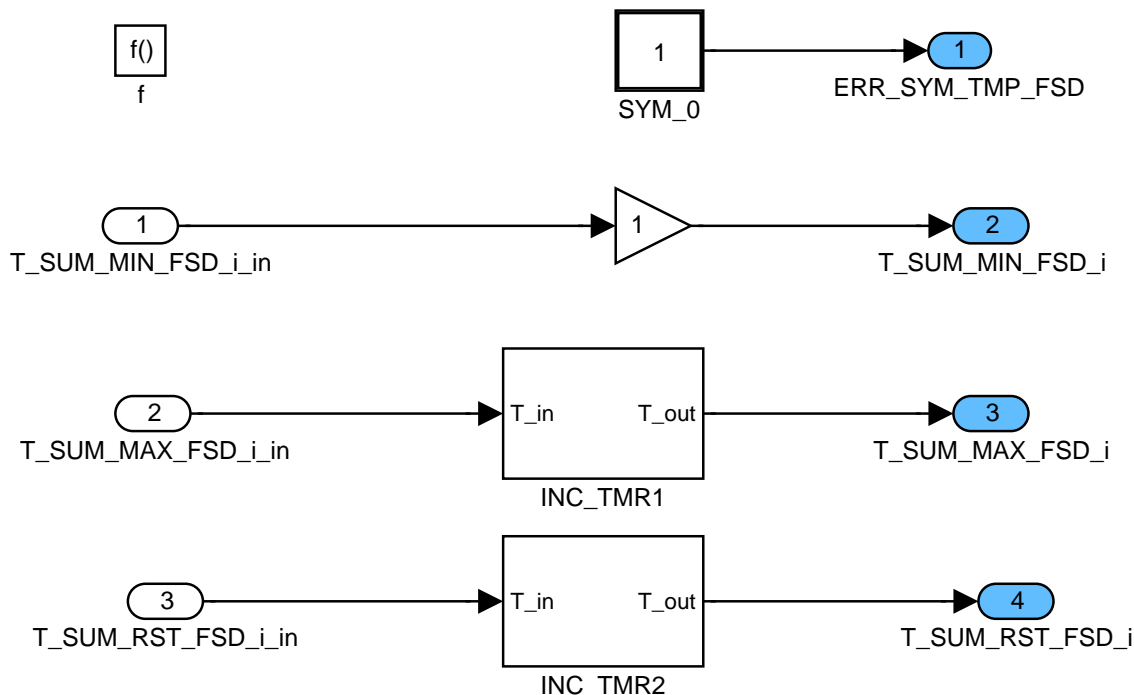 f()
f
1
SYM_0
1
ERR_SYM_TMP_FSD
1
T_SUM_MIN_FSD_i_in
1
2
T_SUM_MIN_FSD_i
2
T_SUM_MAX_FSD_i_in
T_in
T_out
INC_TMR1
3
T_SUM_MAX_FSD_i
3
T_SUM_RST_FSD_i_in
T_in
T_out
INC_TMR2
4
T_SUM_RST_FSD_i